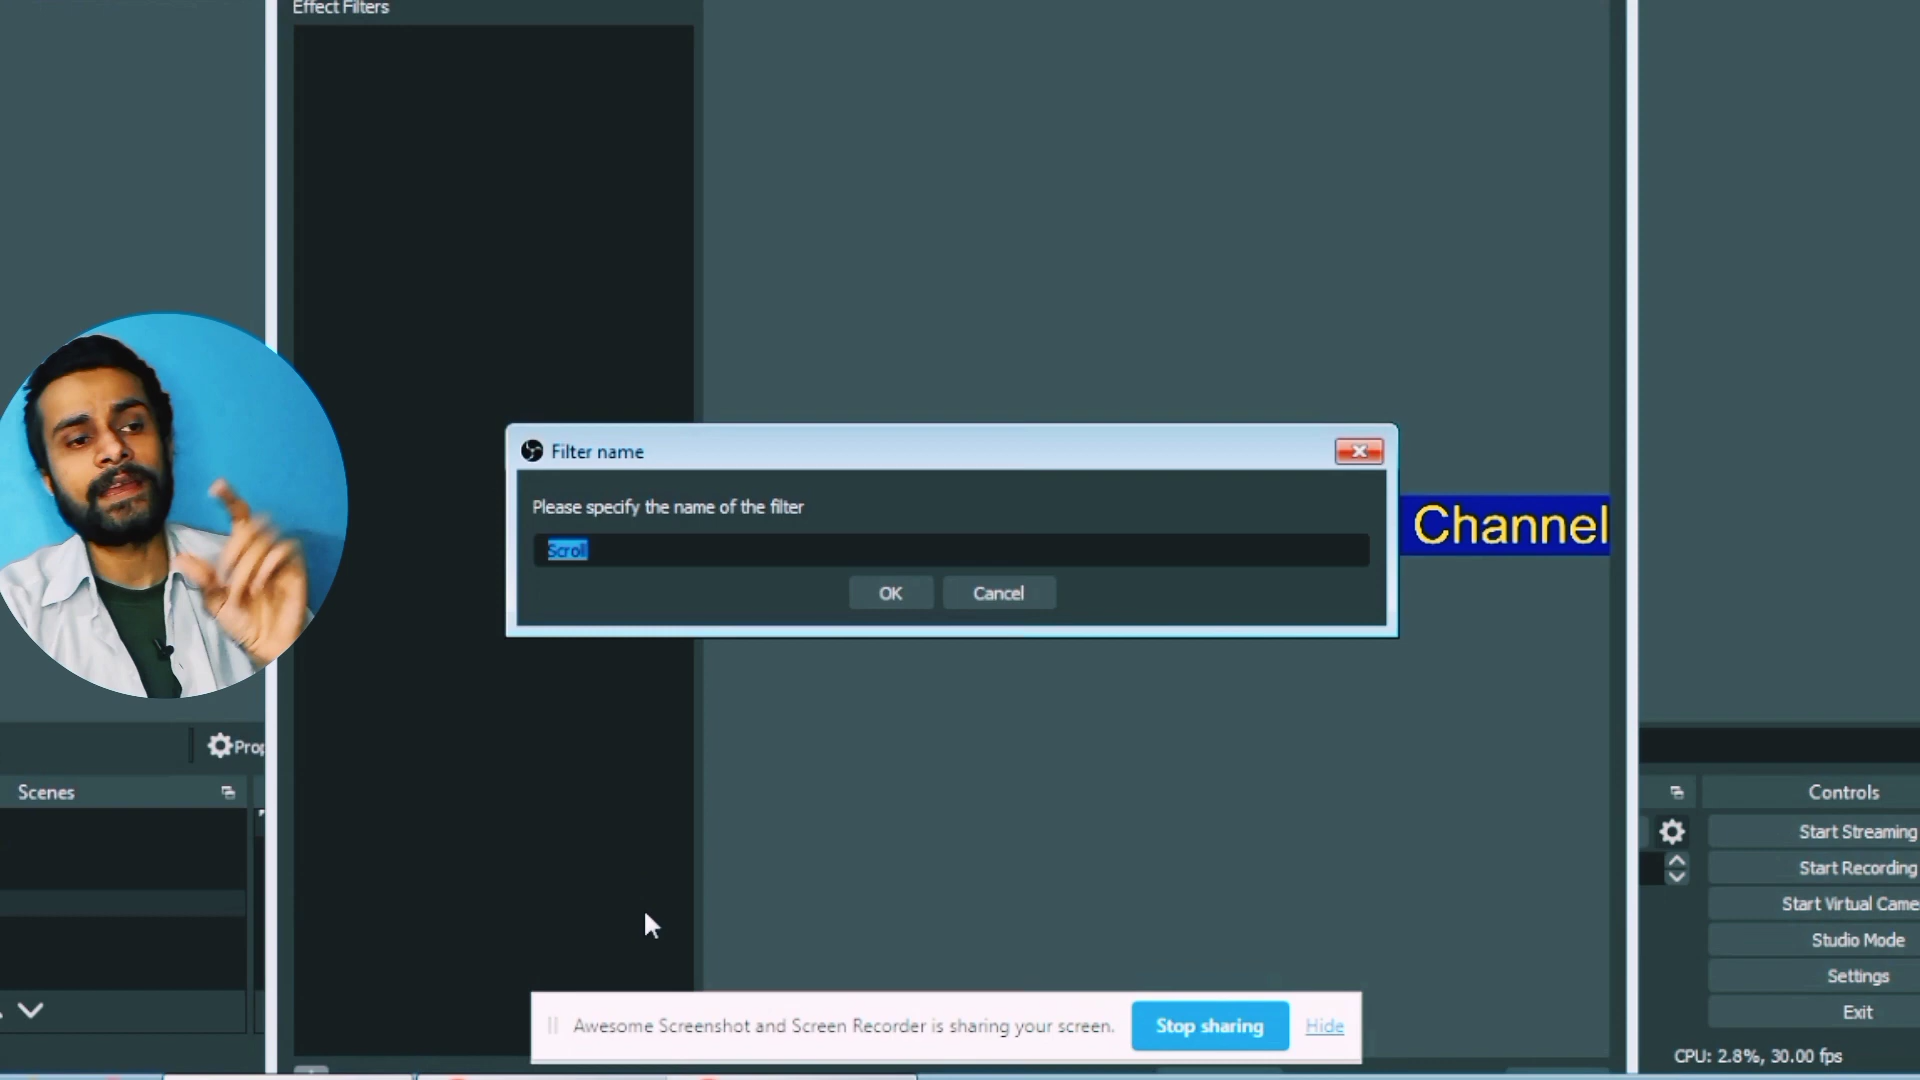 Effect Filters
Filter name
Please specify the name of the filter
Scroll
OK
Cancel
Channel
Scenes
Controls
Start Streaming
Start Recording
Start Virtual Came
Studio Mode
Settings
Exit
Awesome Screenshot and Screen Recorder is sharing your screen.
Stop sharing
Hide
CPU: 2.8%, 30.00 fps